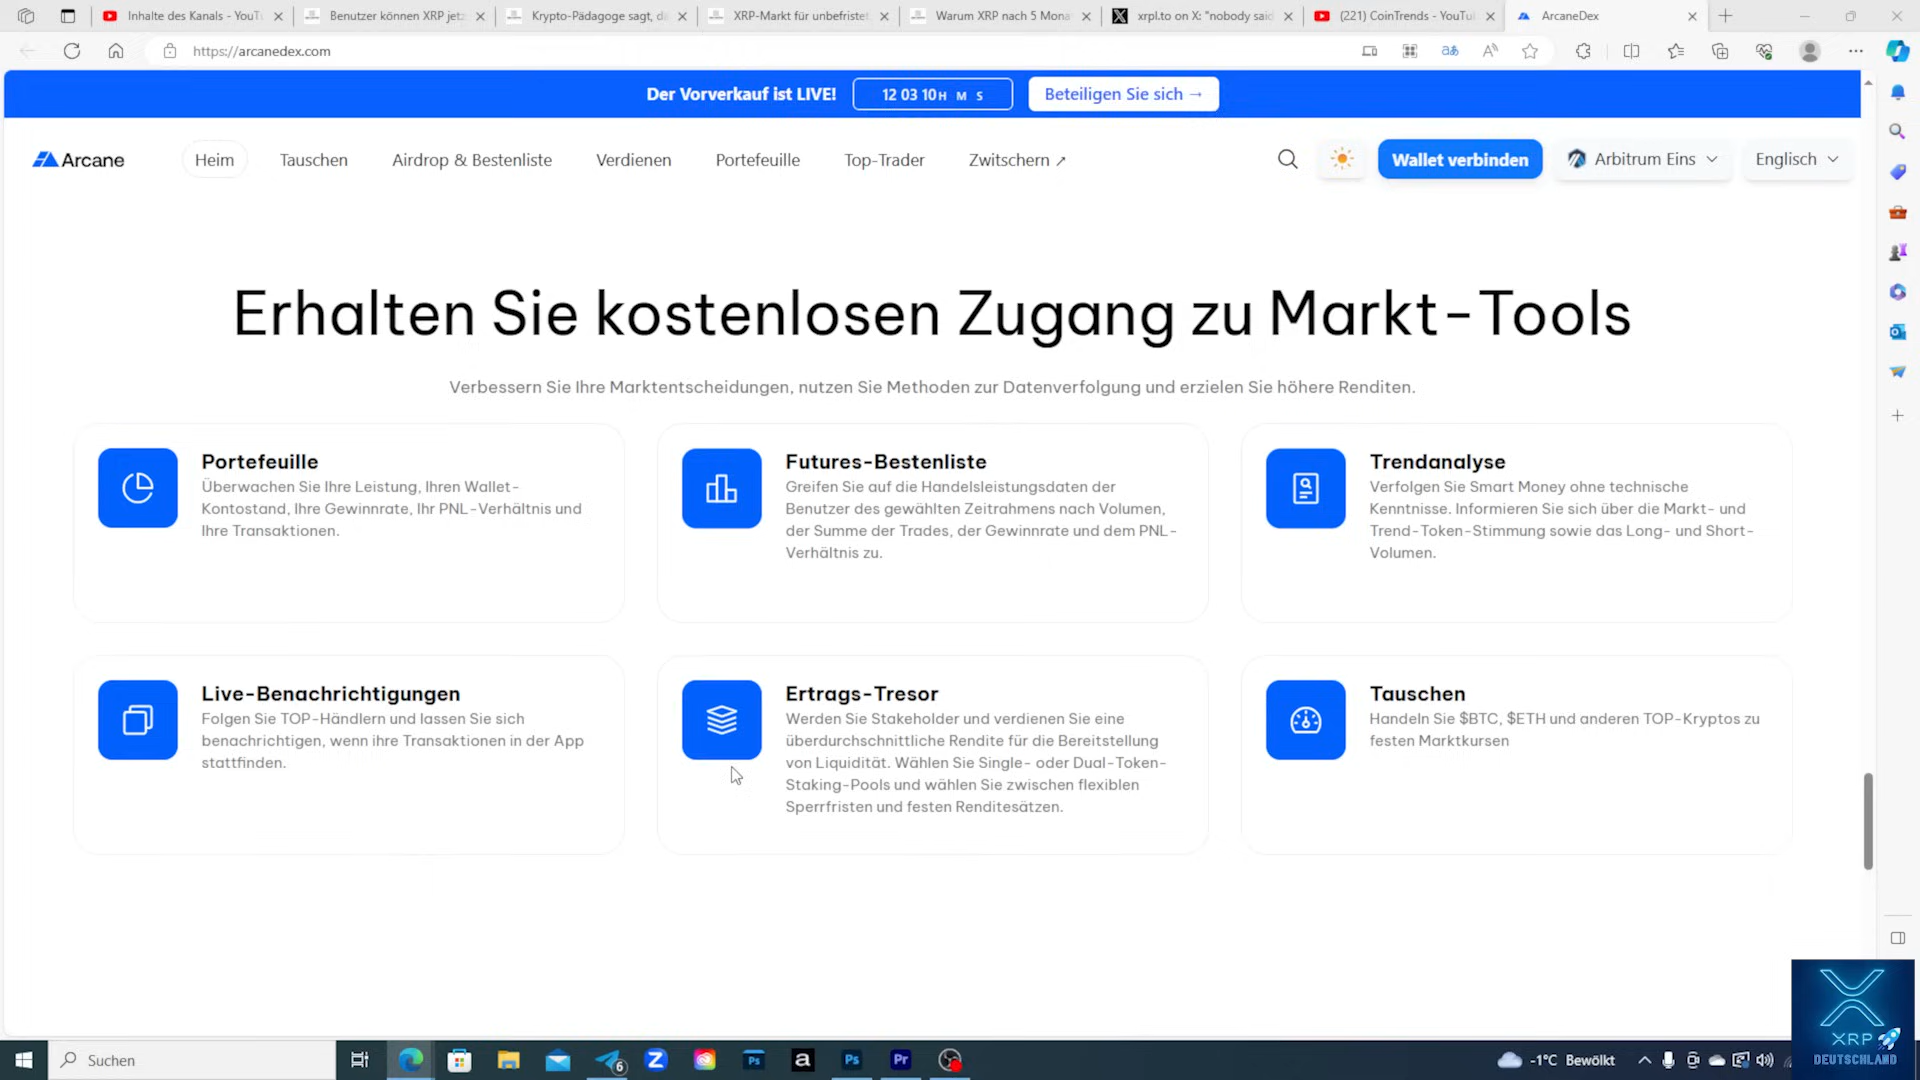 Inhalte des Kanals - YouTu
Benutzer können XRP jetz
Krypto-Pädagoge sagt, da
XRP-Markt für unbefristet
Warum XRP nach 5 Mona
xrpl.to on X: "nobody said
(221) CoinTrends - YouTu
ArcaneDex
https://arcanedex.com
Der Vorverkauf ist LIVE!
12 03 10 H M S
Beteiligen Sie sich →
Arcane
Heim
Tauschen
Airdrop & Bestenliste
Verdienen
Portefeuille
Top-Trader
Zwitschern ↗
Wallet verbinden
Arbitrum Eins
Englisch
Erhalten Sie kostenlosen Zugang zu Markt-Tools
Verbessern Sie Ihre Marktentscheidungen, nutzen Sie Methoden zur Datenverfolgung und erzielen Sie höhere Renditen.
Portefeuille
Überwachen Sie Ihre Leistung, Ihren Wallet-
Kontostand, Ihre Gewinnrate, Ihr PNL-Verhältnis und
Ihre Transaktionen.
Futures-Bestenliste
Greifen Sie auf die Handelsleistungsdaten der
Benutzer des gewählten Zeitrahmens nach Volumen,
der Summe der Trades, der Gewinnrate und dem PNL-
Verhältnis zu.
Trendanalyse
Verfolgen Sie Smart Money ohne technische
Kenntnisse. Informieren Sie sich über die Markt- und
Trend-Token-Stimmung sowie das Long- und Short-
Volumen.
Live-Benachrichtigungen
Folgen Sie TOP-Händlern und lassen Sie sich
benachrichtigen, wenn ihre Transaktionen in der App
stattfinden.
Ertrags-Tresor
Werden Sie Stakeholder und verdienen Sie eine
überdurchschnittliche Rendite für die Bereitstellung
von Liquidität. Wählen Sie Single- oder Dual-Token-
Staking-Pools und wählen Sie zwischen flexiblen
Sperrfristen und festen Renditesätzen.
Tauschen
Handeln Sie $BTC, $ETH und anderen TOP-Kryptos zu
festen Marktkursen
XRP
DEUTSCHLAND
Suchen
6
Z
Ps
a
Ps
Pr
-1°C Bewölkt